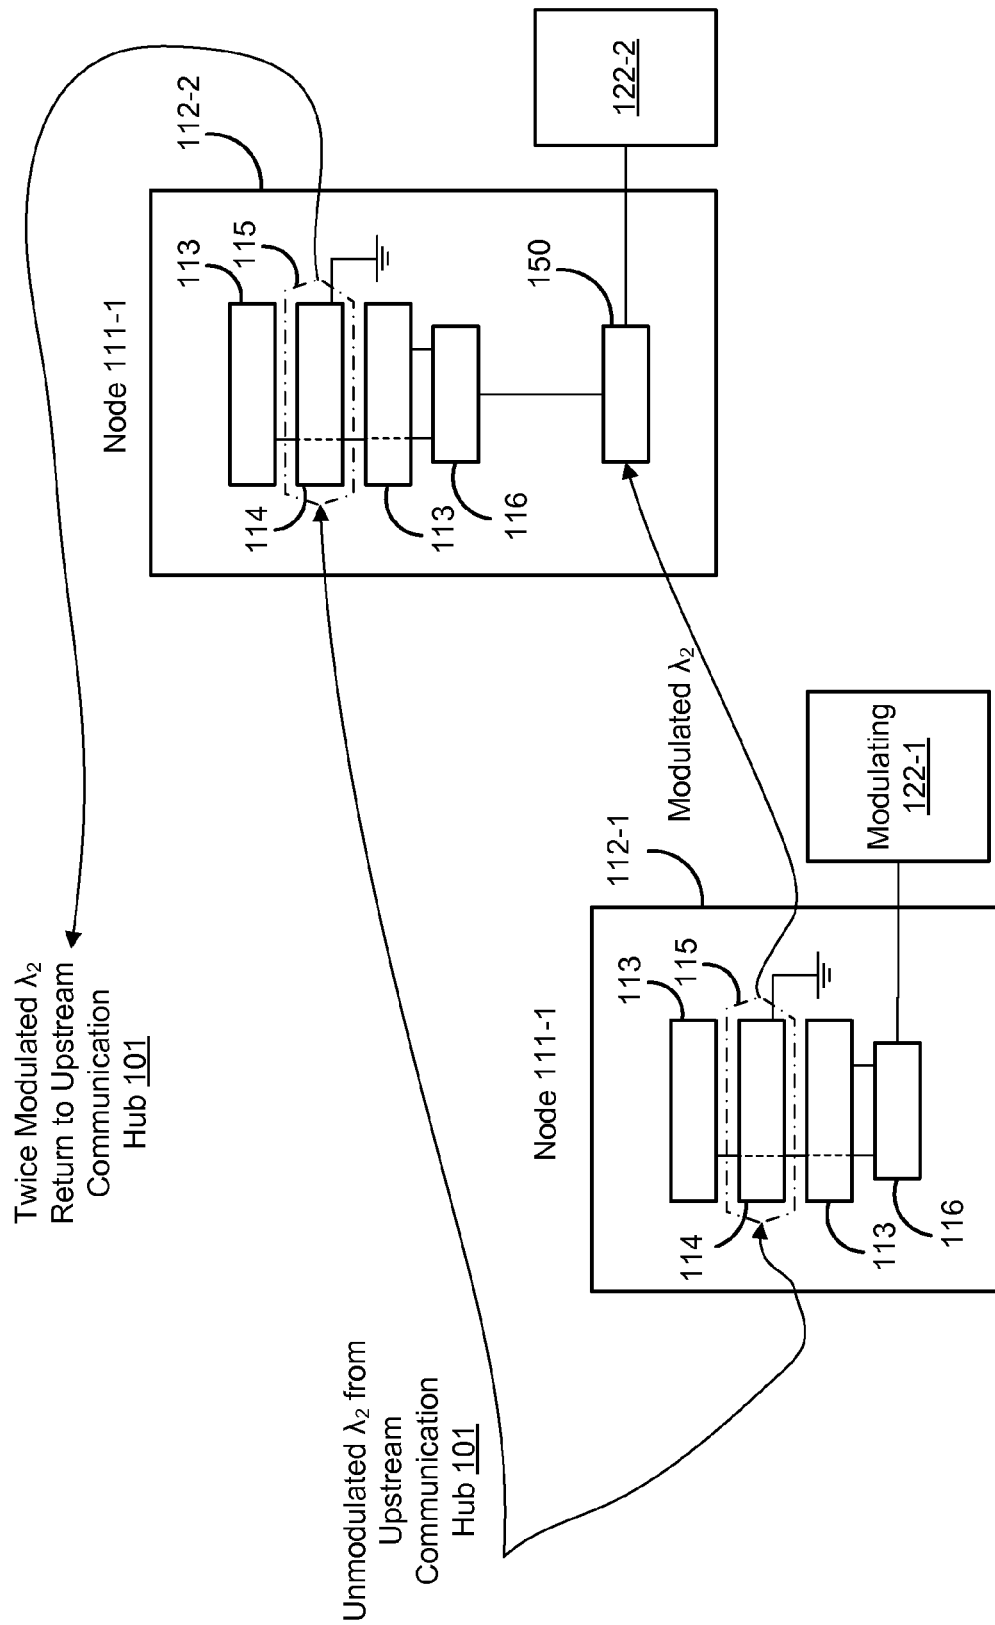 Twice Modulated λ2
Return to Upstream
Communication
Hub 101
Unmodulated λ2 from
Upstream
Communication
Hub 101
Node 111-1
112-2
113
115
114
113
116
150
122-2
Modulated λ2
Node 111-1
112-1
113
115
114
113
116
Modulating
122-1